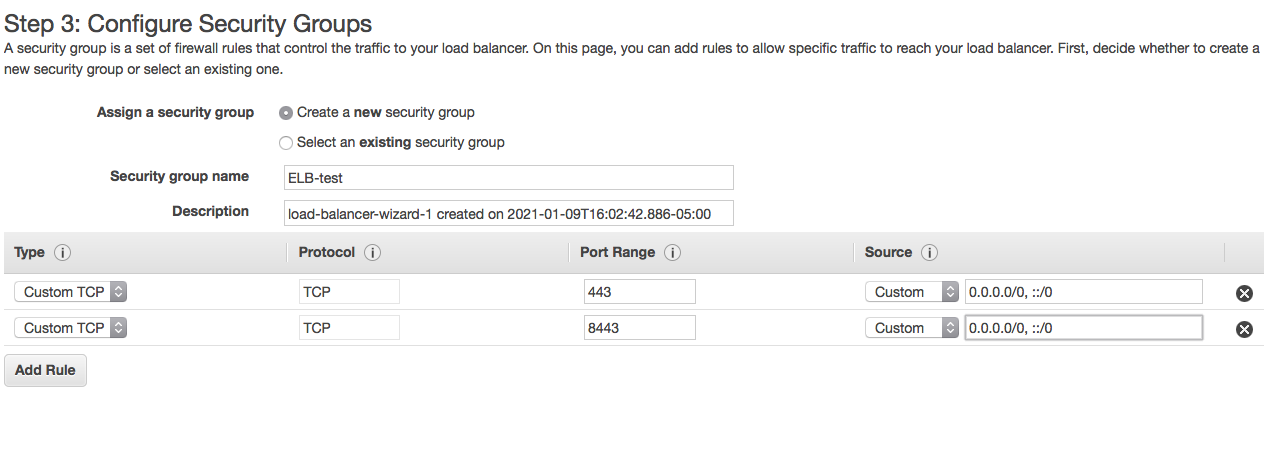 Step 3: Configure Security Groups
A security group is a set of firewall rules that control the traffic to your load balancer. On this page, you can add rules to allow specific traffic to reach your load balancer. First, decide whether to create a
new security group or select an existing one.
Assign a security group Create a new security group
Select an existing security group
Security group name ELB-test
Description load-balancer-wizard-1 created on 2021-01-09T16:02:42.886-05:00
Type i Protocol i Port Range i Source i
Custom TCP TCP 443 Custom 0.0.0.0/0, ::/0
Custom TCP TCP 8443 Custom 0.0.0.0/0, ::/0
Add Rule